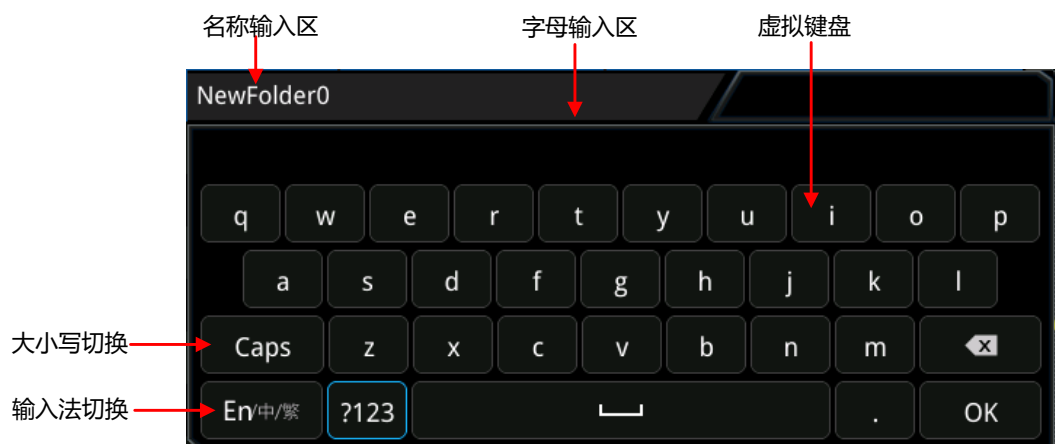 名称输入区 字母输入区 虚拟键盘
NewFolder0
q w e r t y u i o p
a s d f g h j k l
大小写切换 Caps z x c v b n m x
输入法切换 En/中/繁 ?123 . OK